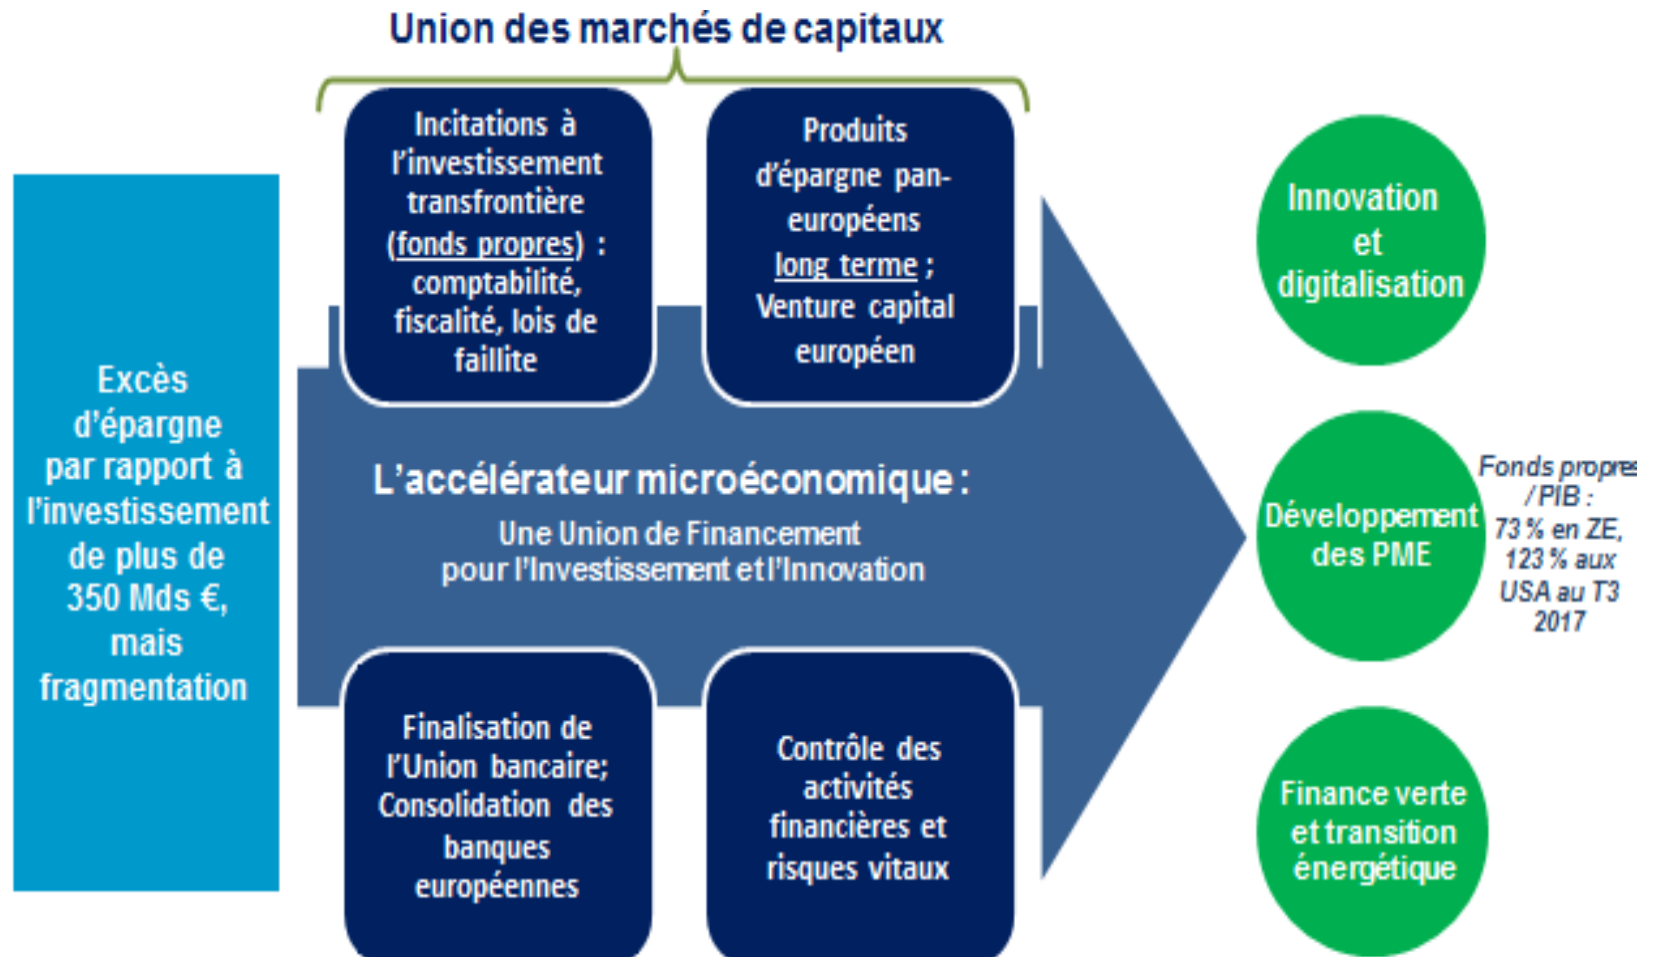 Union des marchés de capitaux
Incitations à
l'investissement
transfrontière
(fonds propres) :
comptabilité,
fiscalité, lois de
faillite
Produits
d'épargne pan-
européens
long terme ;
Venture capital
européen
Excès
d'épargne
par rapport à
l'investissement
de plus de
350 Mds €,
mais
fragmentation
L'accélérateur microéconomique :
Une Union de Financement
pour l'Investissement et l'Innovation
Finalisation de
l'Union bancaire;
Consolidation des
banques
européennes
Contrôle des
activités
financières et
risques vitaux
Innovation
et
digitalisation
Développement
des PME
Fonds propres
/ PIB :
73 % en ZE,
123 % aux
USA au T3
2017
Finance verte
et transition
énergétique